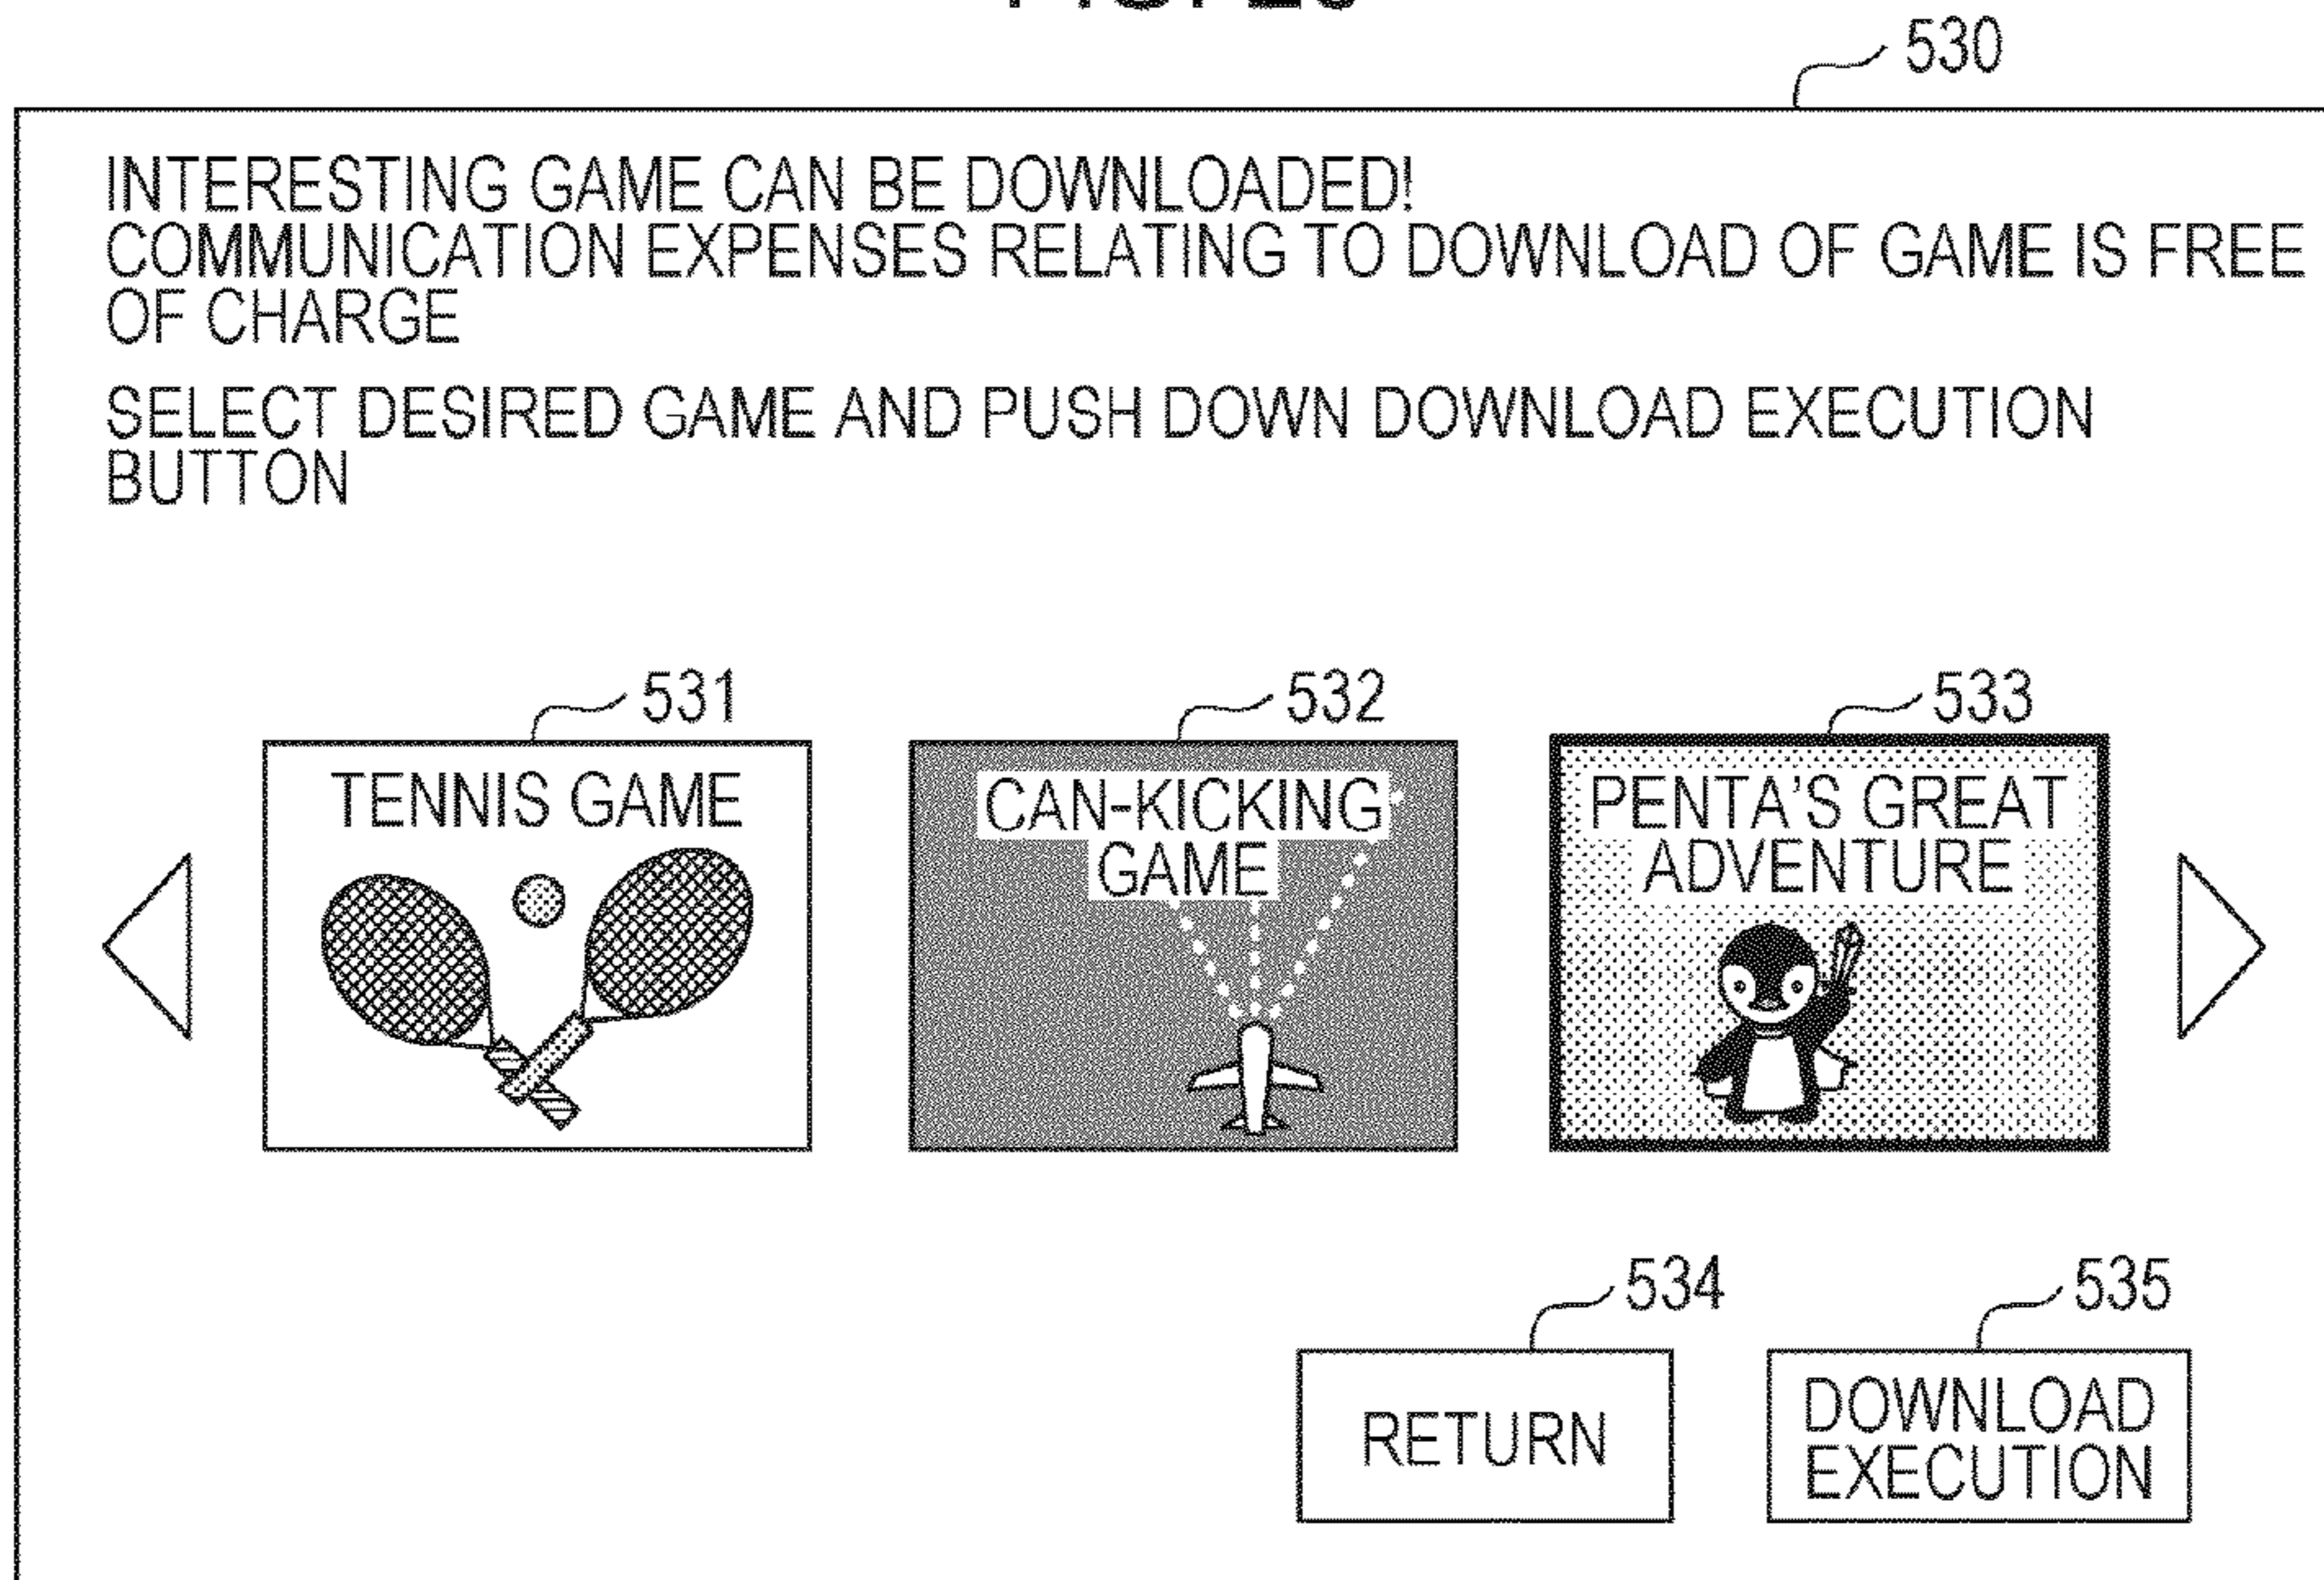 530
INTERESTING GAME CAN BE DOWNLOADED!
COMMUNICATION EXPENSES RELATING TO DOWNLOAD OF GAME IS FREE
OF CHARGE
SELECT DESIRED GAME AND PUSH DOWN DOWNLOAD EXECUTION
BUTTON
531
TENNIS GAME
532
CAN-KICKING
GAME
533
PENTA'S GREAT
ADVENTURE
534
RETURN
535
DOWNLOAD
EXECUTION